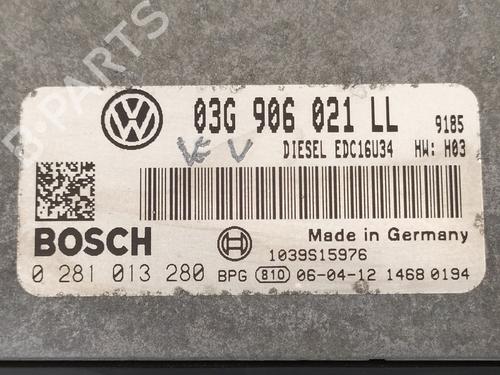 B-PARTS
03G 906 021 LL 9185
VE V
DIESEL EDC16U34 HW: H03
BOSCH
Made in Germany
1039S15976
0 281 013 280 BPG 810 06-04-12 1468 0194